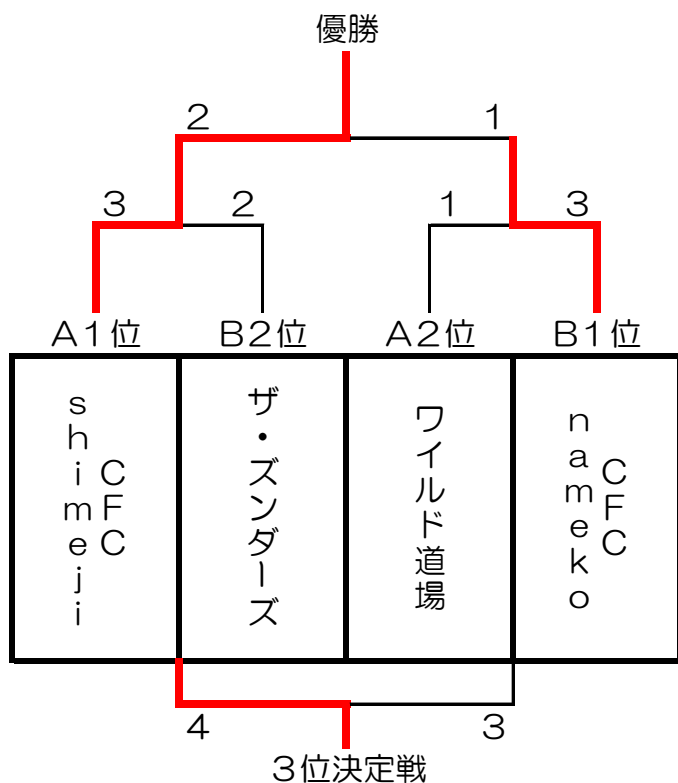 優勝
2 1
3 2 1 3
A1位 B2位 A2位 B1位
CFC
shimeji
ザ・ズンダーズ
ワイルド道場
CFC
nameko
4 3
3位決定戦